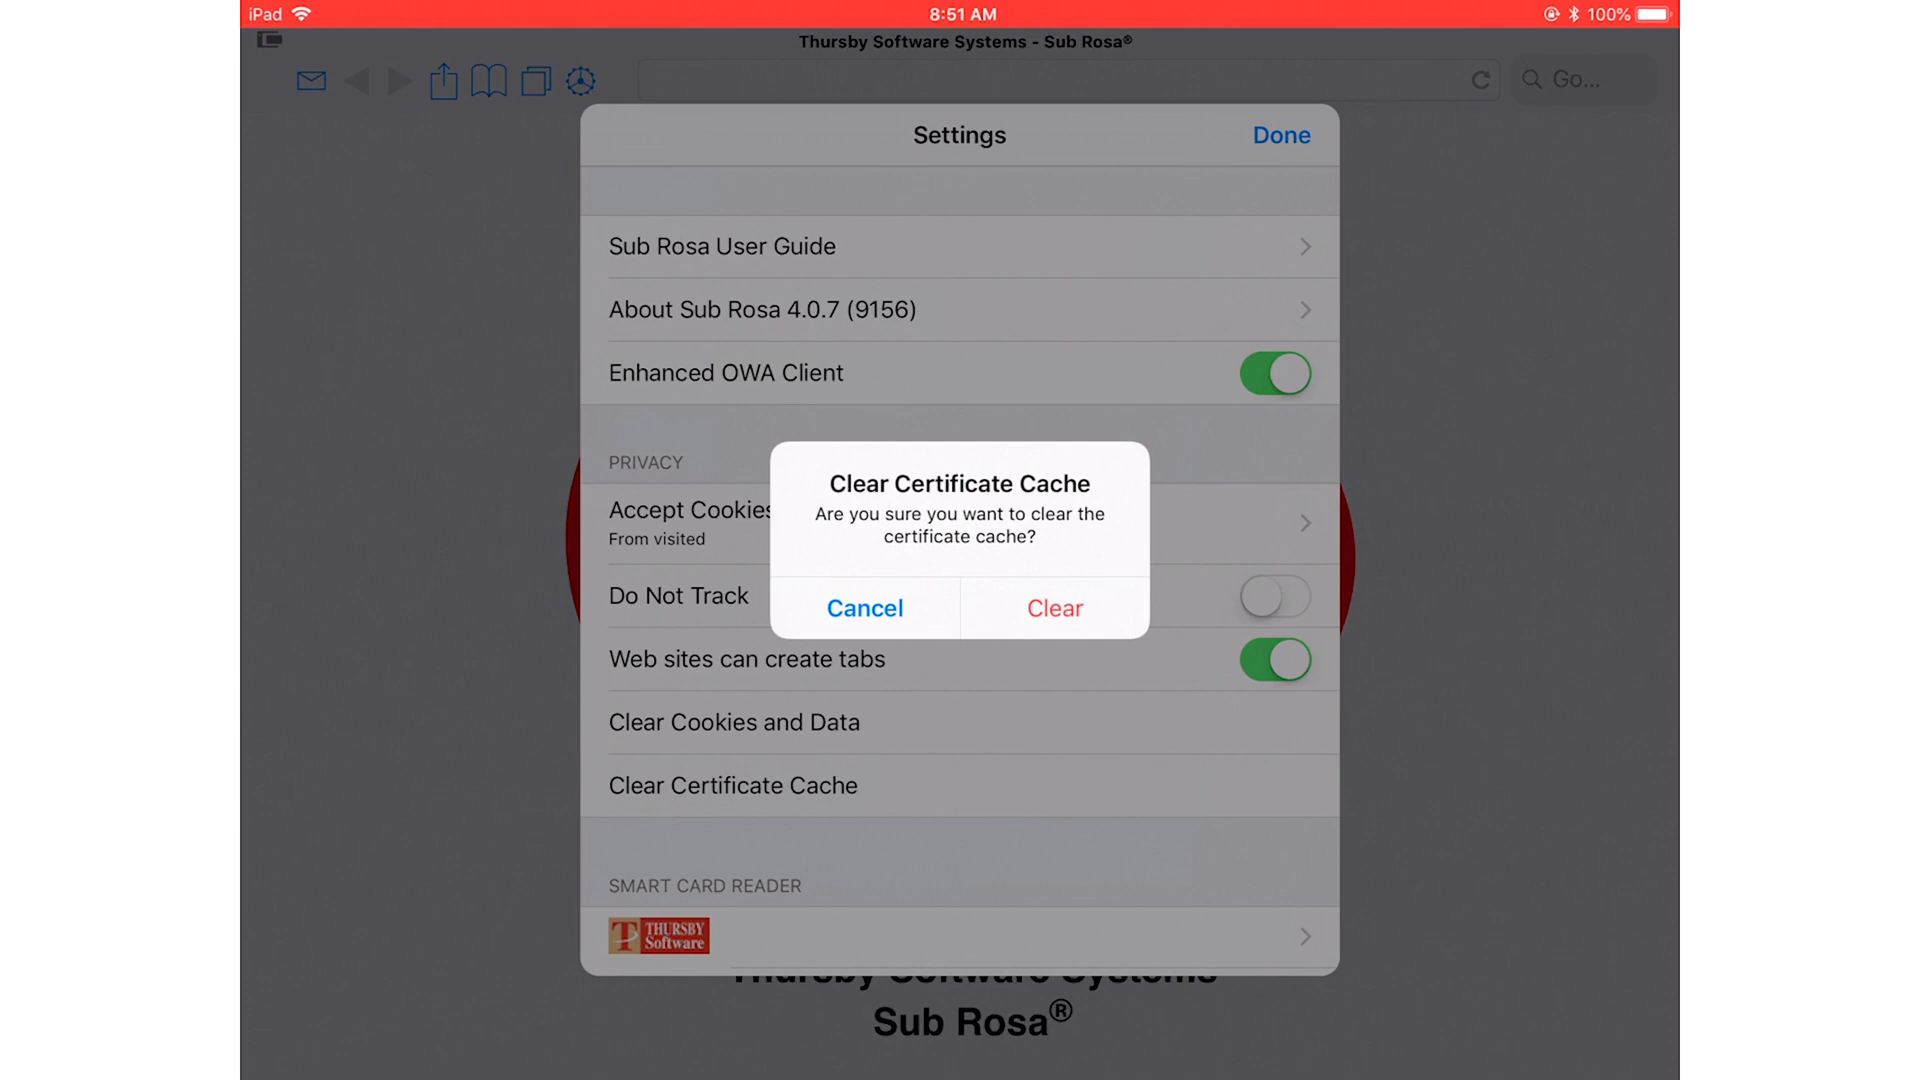 iPad 8:51 AM 100%
Thursby Software Systems - Sub Rosa®
Go...
Settings Done
Sub Rosa User Guide
About Sub Rosa 4.0.7 (9156)
Enhanced OWA Client
PRIVACY
Accept Cookies
From visited
Clear Certificate Cache
Are you sure you want to clear the
certificate cache?
Cancel Clear
Do Not Track
Web sites can create tabs
Clear Cookies and Data
Clear Certificate Cache
SMART CARD READER
T THURSBY
Software
Thursby Software Systems
Sub Rosa®